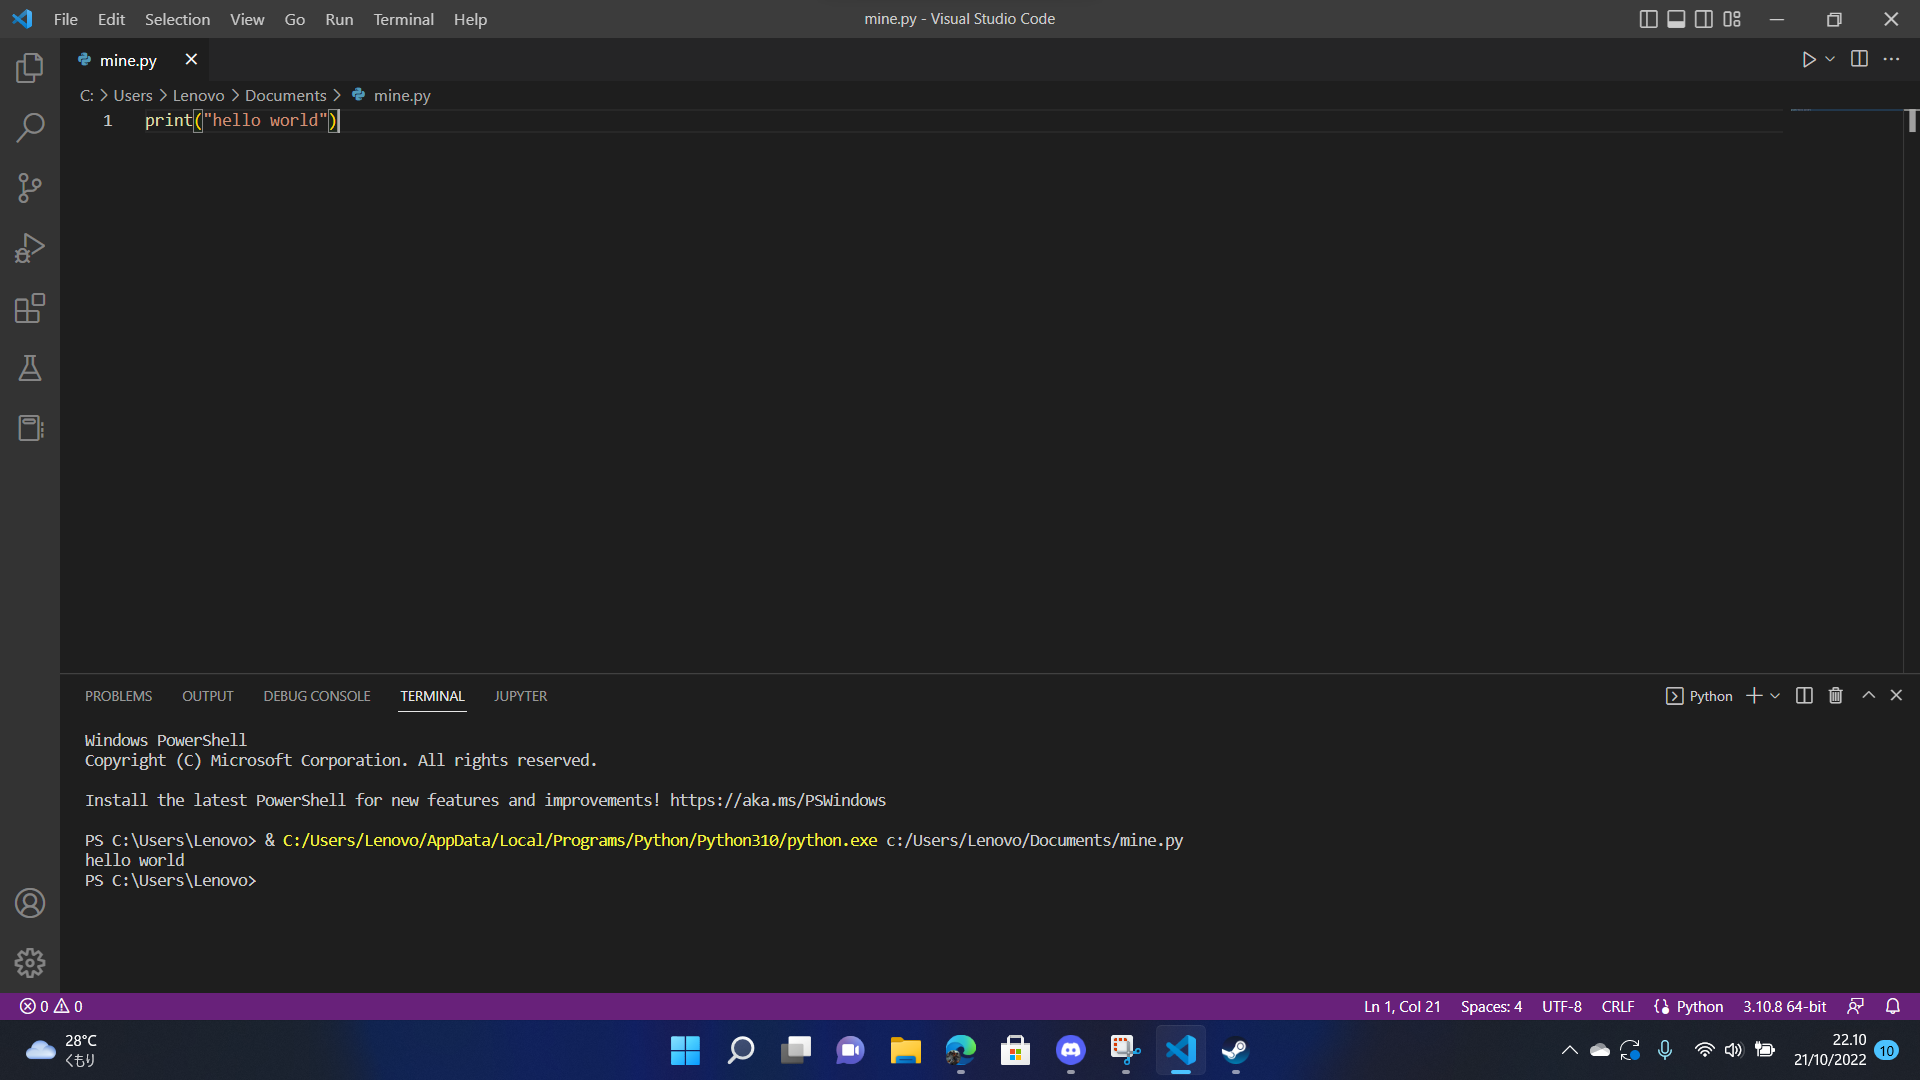 File Edit Selection View Go Run Terminal Help
mine.py - Visual Studio Code
mine.py
C: > Users > Lenovo > Documents > mine.py
1 print("hello world")
PROBLEMS OUTPUT DEBUG CONSOLE TERMINAL JUPYTER
Python
Windows PowerShell
Copyright (C) Microsoft Corporation. All rights reserved.
Install the latest PowerShell for new features and improvements! https://aka.ms/PSWindows
PS C:\Users\Lenovo> & C:/Users/Lenovo/AppData/Local/Programs/Python/Python310/python.exe c:/Users/Lenovo/Documents/mine.py
hello world
PS C:\Users\Lenovo>
0 0
Ln 1, Col 21 Spaces: 4 UTF-8 CRLF Python 3.10.8 64-bit
28°C
くもり
22.10
21/10/2022
10